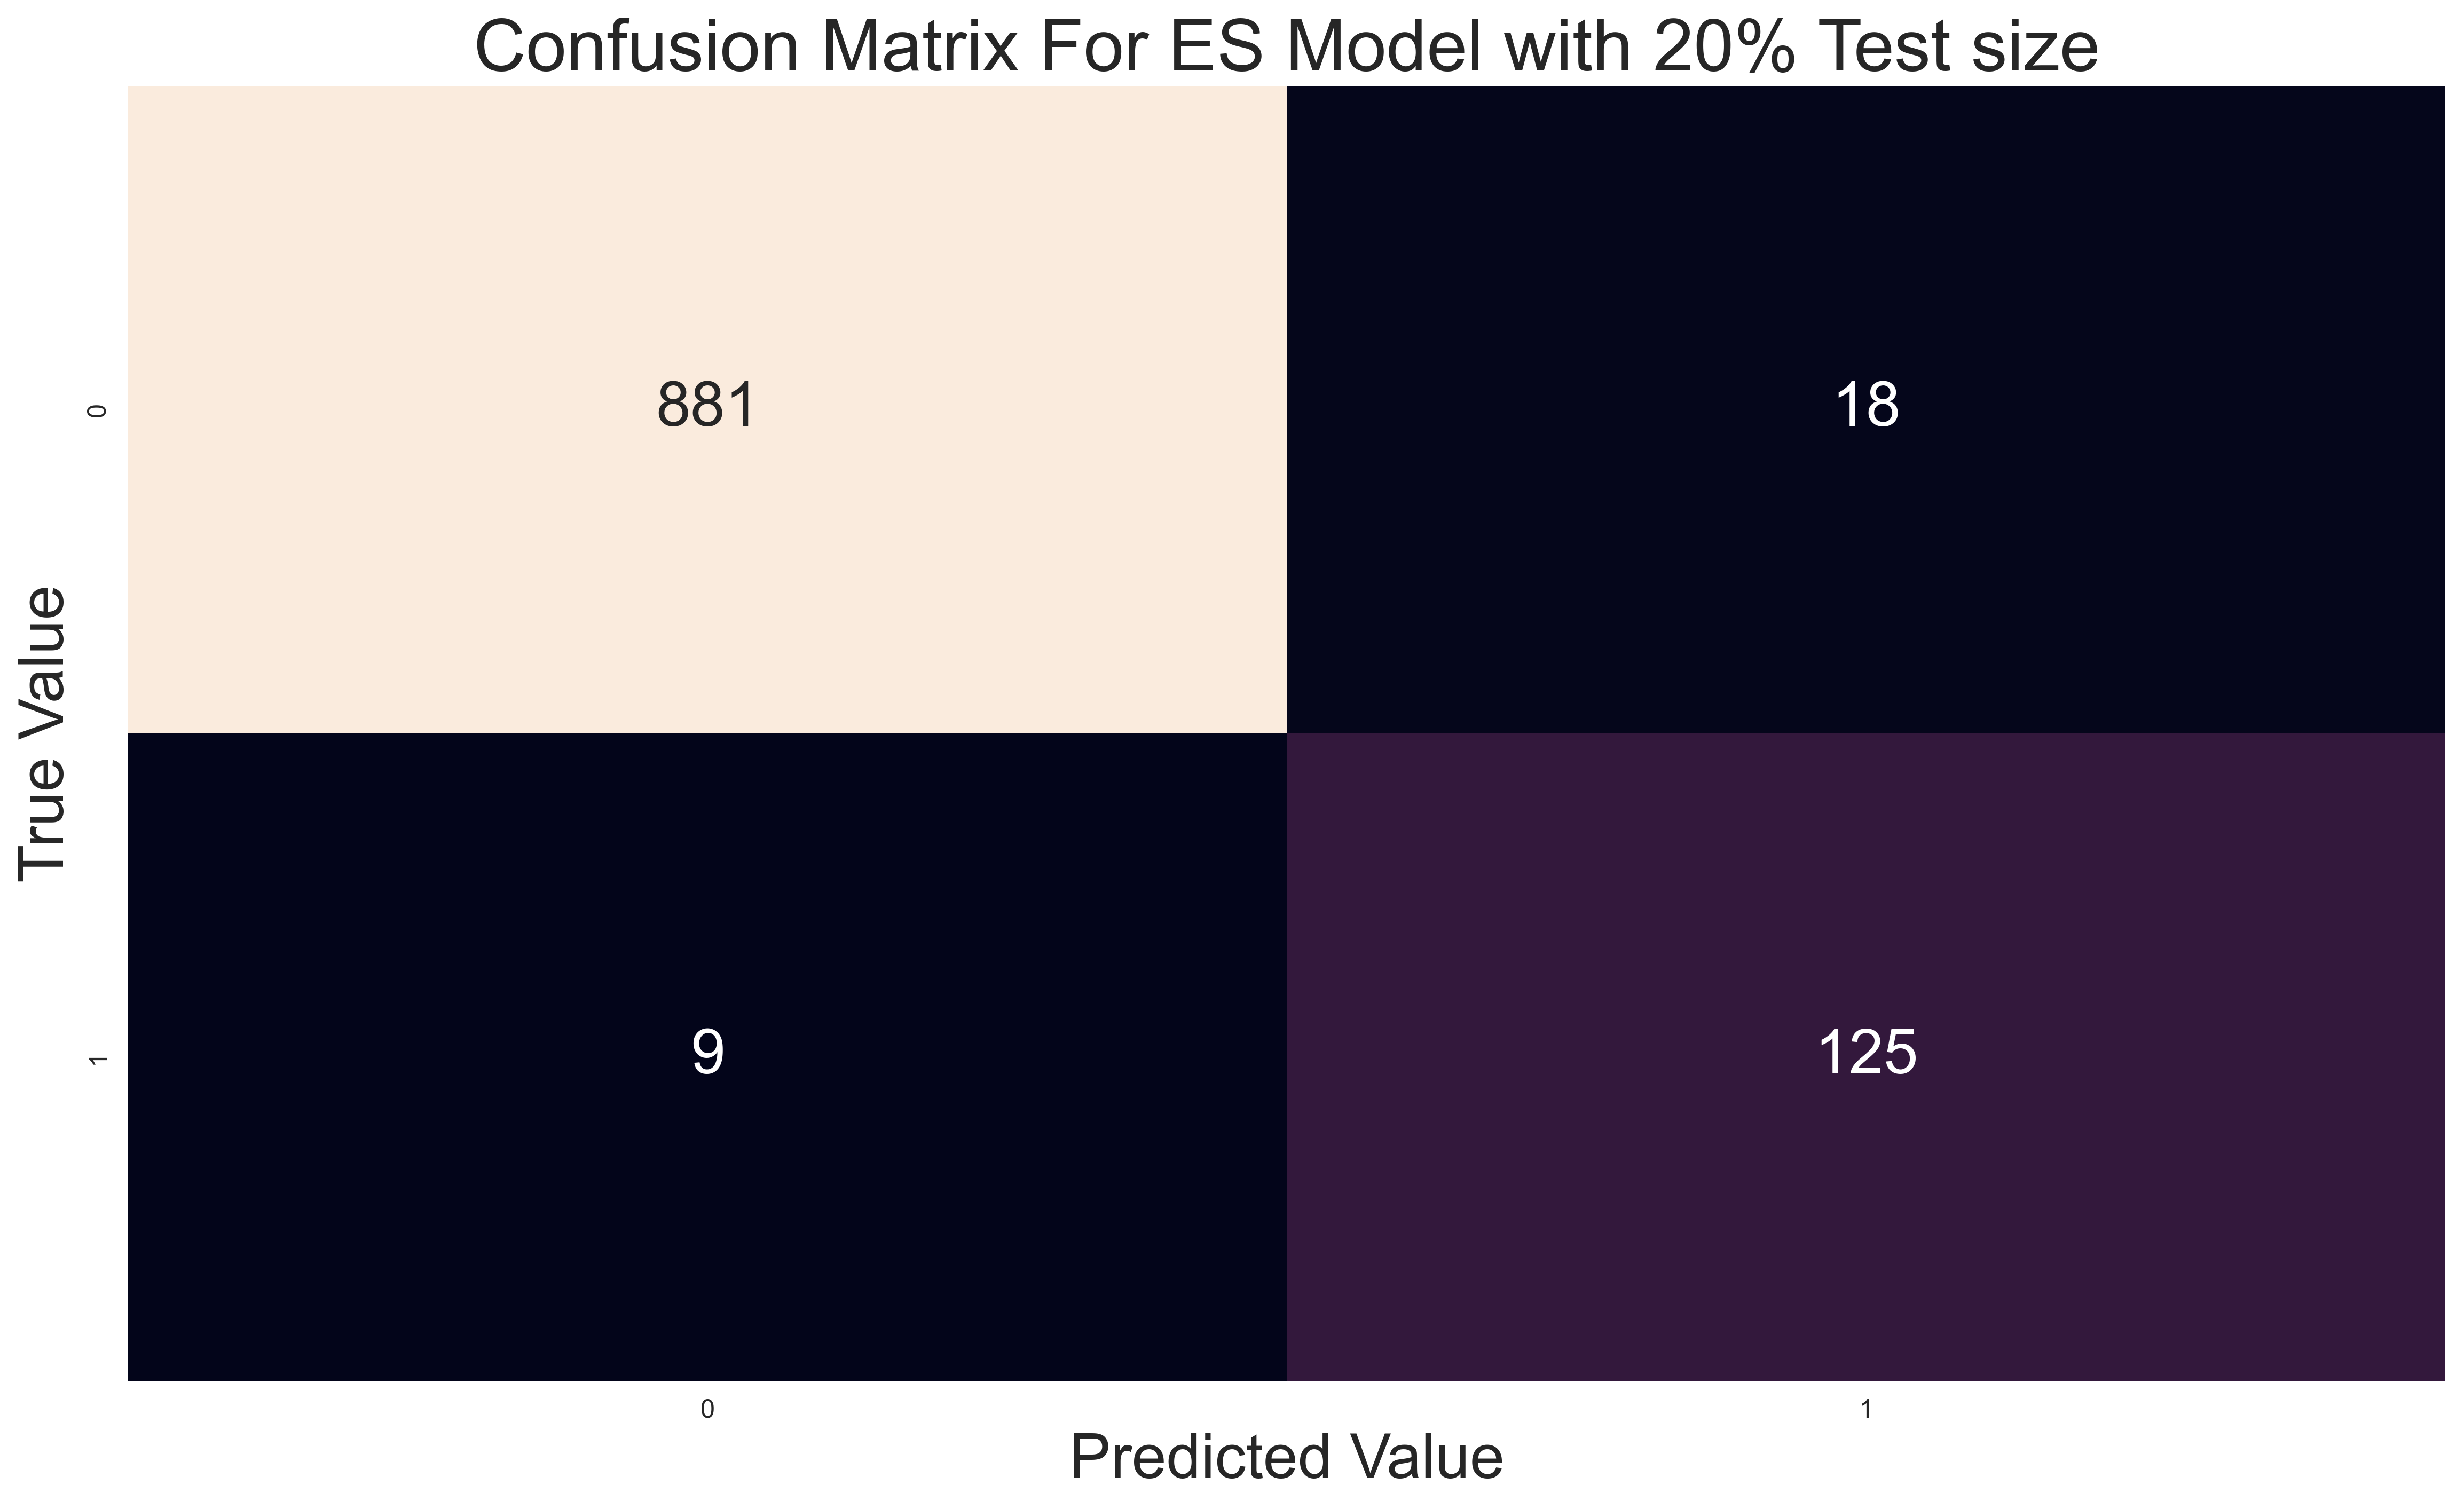 Confusion Matrix For ES Model with 20% Test size
True Value
0
881
18
1
9
125
0
1
Predicted Value